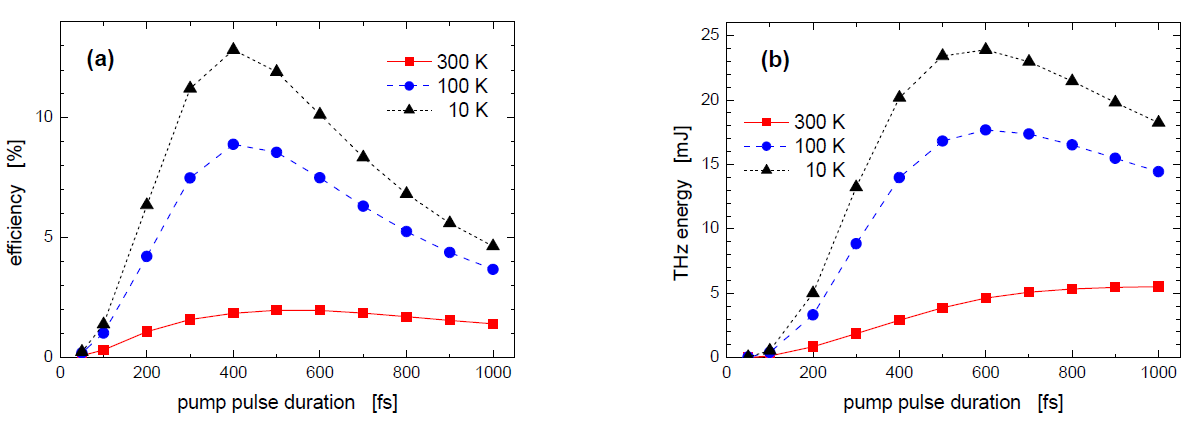 (a)
300 K
100 K
10 K
10
5
0
efficiency [%]
0 200 400 600 800 1000
pump pulse duration [fs]
(b)
300 K
100 K
10 K
25
20
15
10
5
0
THz energy [mJ]
0 200 400 600 800 1000
pump pulse duration [fs]